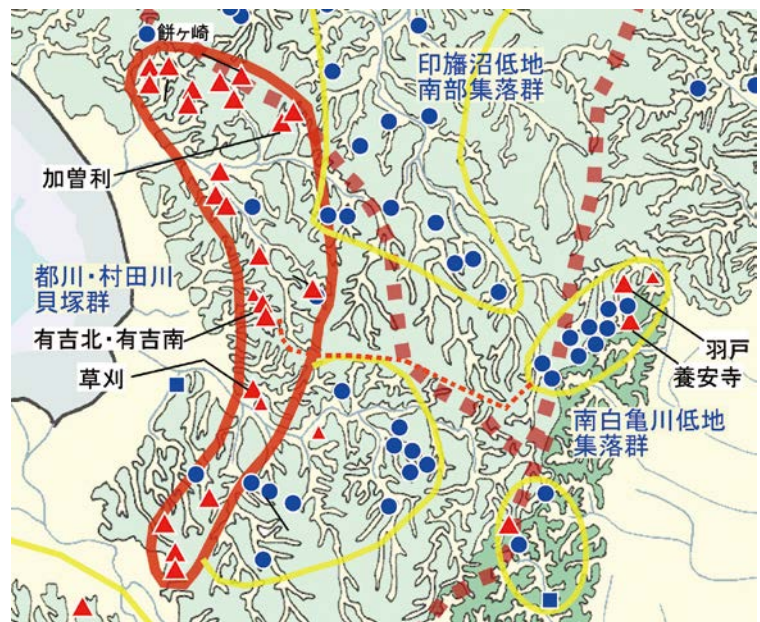 餅ヶ崎
印旛沼低地
南部集落群
加曽利
都川・村田川
貝塚群
有吉北・有吉南
草刈
羽戸
養安寺
南白亀川低地
集落群